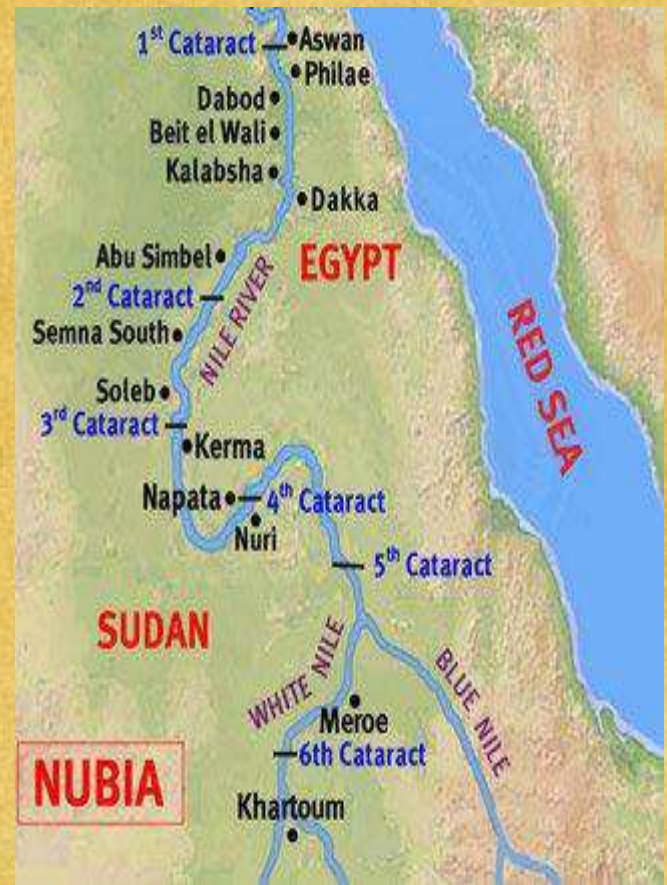 1st Cataract
Aswan
Philae
Dabod
Beit el Wali
Kalabsha
Dakka
Abu Simbel
EGYPT
2nd Cataract
NILE RIVER
Semna South
RED SEA
Soleb
3rd Cataract
Kerma
Napata
4th Cataract
Nuri
5th Cataract
SUDAN
WHITE NILE
BLUE NILE
Meroe
6th Cataract
NUBIA
Khartoum